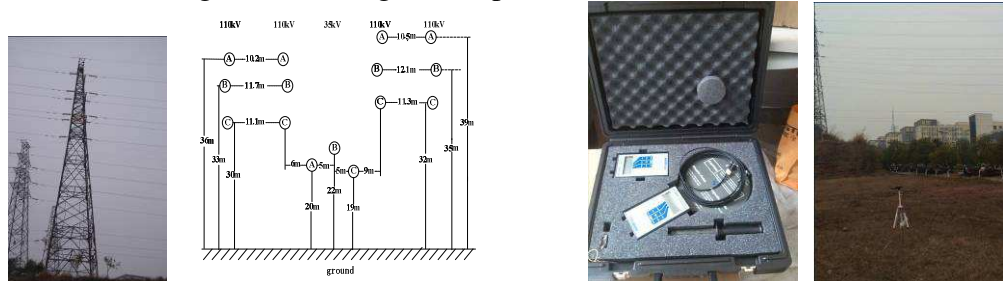 110kV 110kV 35kV 110kV 110kV
A 10.5m A
A 10.2m A
B 12.1m B
B 11.7m B
C 11.3m C
C 11.1m C
36m 33m 30m
B
6m A 5m 5m C 9m
20m 22m 19m 32m 35m 39m
ground